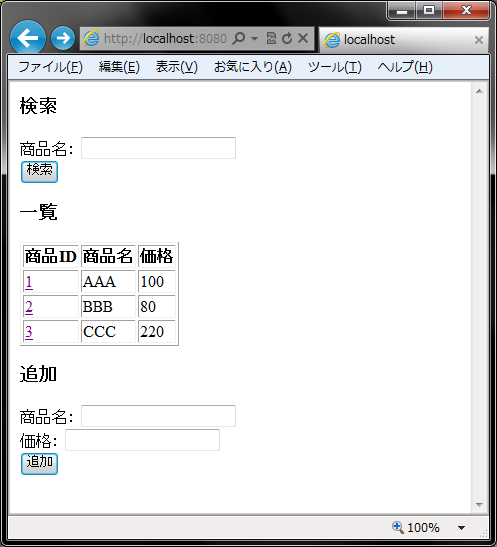 http://localhost:8080
localhost
ファイル(F) 編集(E) 表示(V) お気に入り(A) ツール(T) ヘルプ(H)
検索
商品名:
検索
一覧
商品ID 商品名 価格
1 AAA 100
2 BBB 80
3 CCC 220
追加
商品名:
価格:
追加
100%